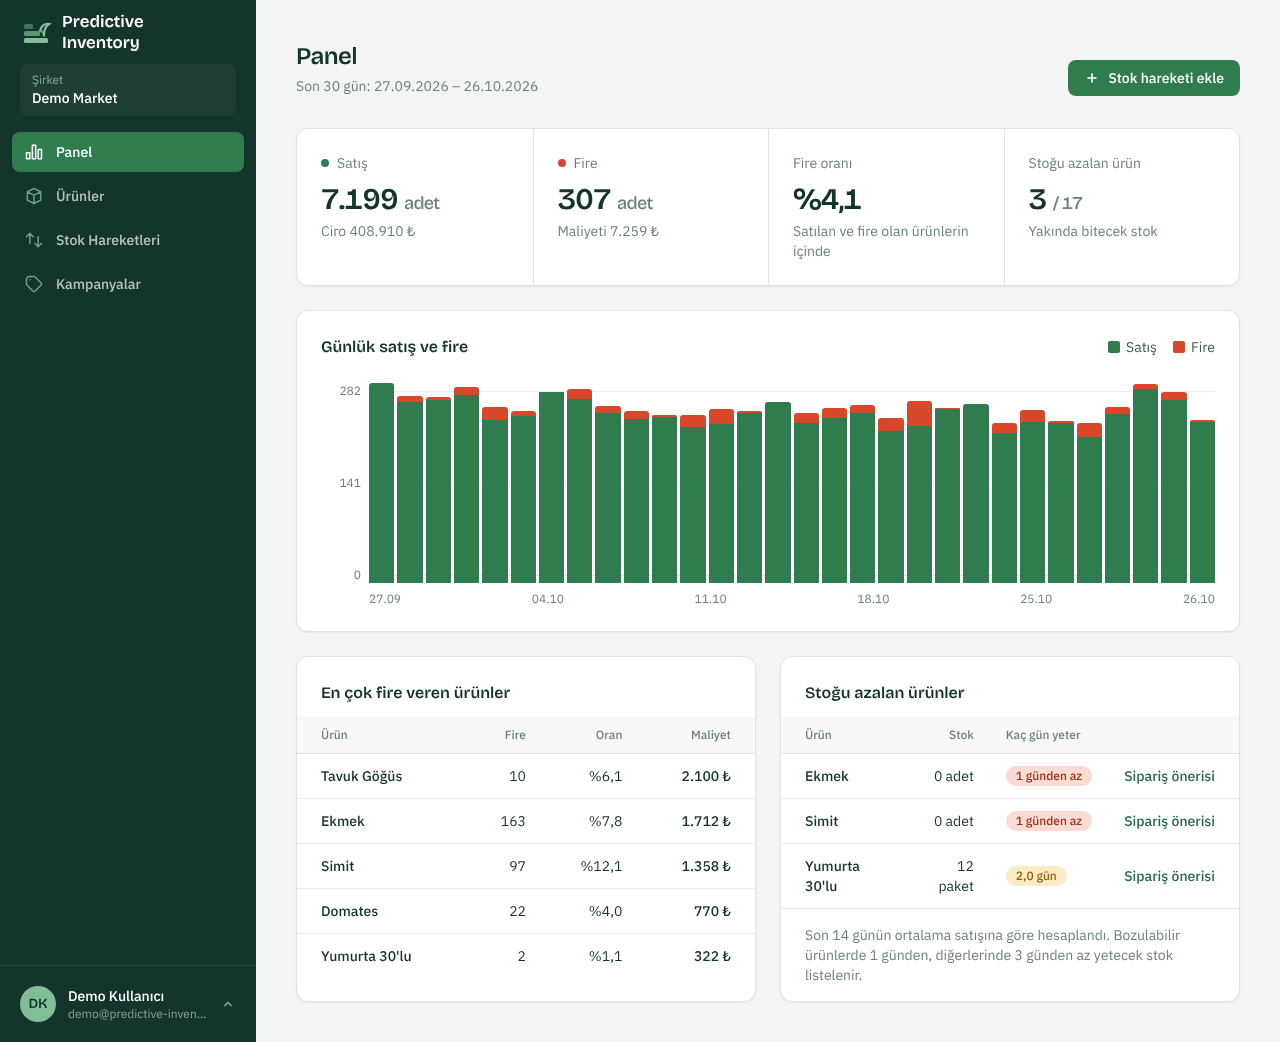 Predictive
Inventory
Şirket
Demo Market
Panel
Ürünler
Stok Hareketleri
Kampanyalar
DK
Demo Kullanıcı
demo@predictive-inven...
Panel
Son 30 gün: 27.09.2026 – 26.10.2026
+ Stok hareketi ekle
Satış
7.199 adet
Ciro 408.910 ₺
Fire
307 adet
Maliyeti 7.259 ₺
Fire oranı
%4,1
Satılan ve fire olan ürünlerin
içinde
Stoğu azalan ürün
3 / 17
Yakında bitecek stok
Günlük satış ve fire
Satış Fire
282
141
0
27.09 04.10 11.10 18.10 25.10 26.10
En çok fire veren ürünler
Ürün Fire Oran Maliyet
Tavuk Göğüs 10 %6,1 2.100 ₺
Ekmek 163 %7,8 1.712 ₺
Simit 97 %12,1 1.358 ₺
Domates 22 %4,0 770 ₺
Yumurta 30'lu 2 %1,1 322 ₺
Stoğu azalan ürünler
Ürün Stok Kaç gün yeter
Ekmek 0 adet 1 günden az Sipariş önerisi
Simit 0 adet 1 günden az Sipariş önerisi
Yumurta 12
30'lu paket 2,0 gün Sipariş önerisi
Son 14 günün ortalama satışına göre hesaplandı. Bozulabilir
ürünlerde 1 günden, diğerlerinde 3 günden az yetecek stok
listelenir.